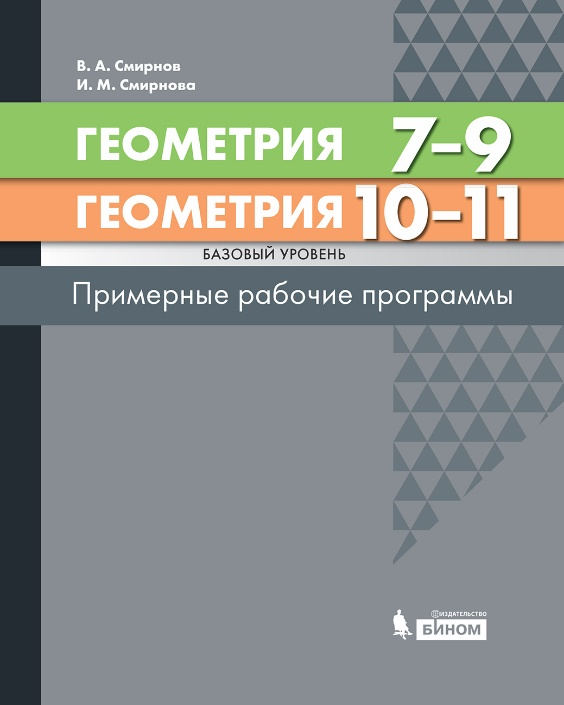 В. А. Смирнов
И. М. Смирнова
ГЕОМЕТРИЯ 7–9
ГЕОМЕТРИЯ 10–11
БАЗОВЫЙ УРОВЕНЬ
Примерные рабочие программы
ИЗДАТЕЛЬСТВО
БИНОМ